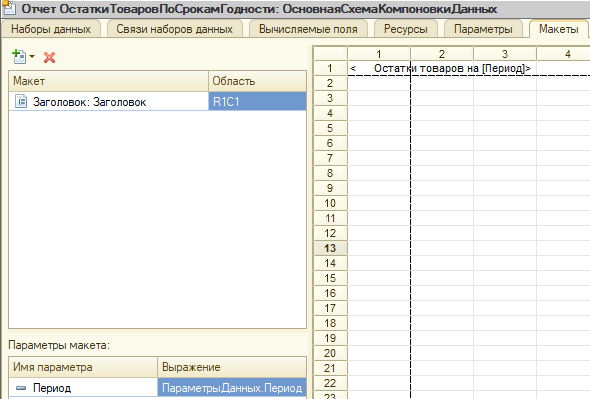 Отчет ОстаткиТоваровПоСрокамГодности: ОсновнаяСхемаКомпоновкиДанных
Наборы данных Связи наборов данных Вычисляемые поля Ресурсы Параметры Макеты
Макет Область
Заголовок: Заголовок R1C1
Параметры макета:
Имя параметра Выражение
Период ПараметрыДанных.Период
1 2 3 4
1 < Остатки товаров на [Период]>
2
3
4
5
6
7
8
9
10
11
12
13
14
15
16
17
18
19
20
21
22
23